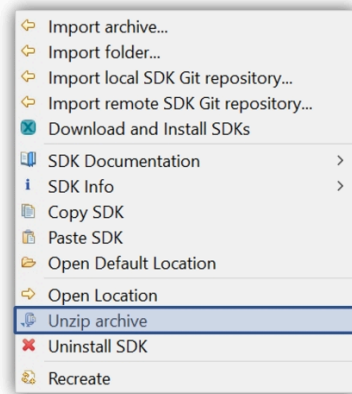 Import archive...
Import folder...
Import local SDK Git repository...
Import remote SDK Git repository...
Download and Install SDKs
SDK Documentation
SDK Info
Copy SDK
Paste SDK
Open Default Location
Open Location
Unzip archive
Uninstall SDK
Recreate